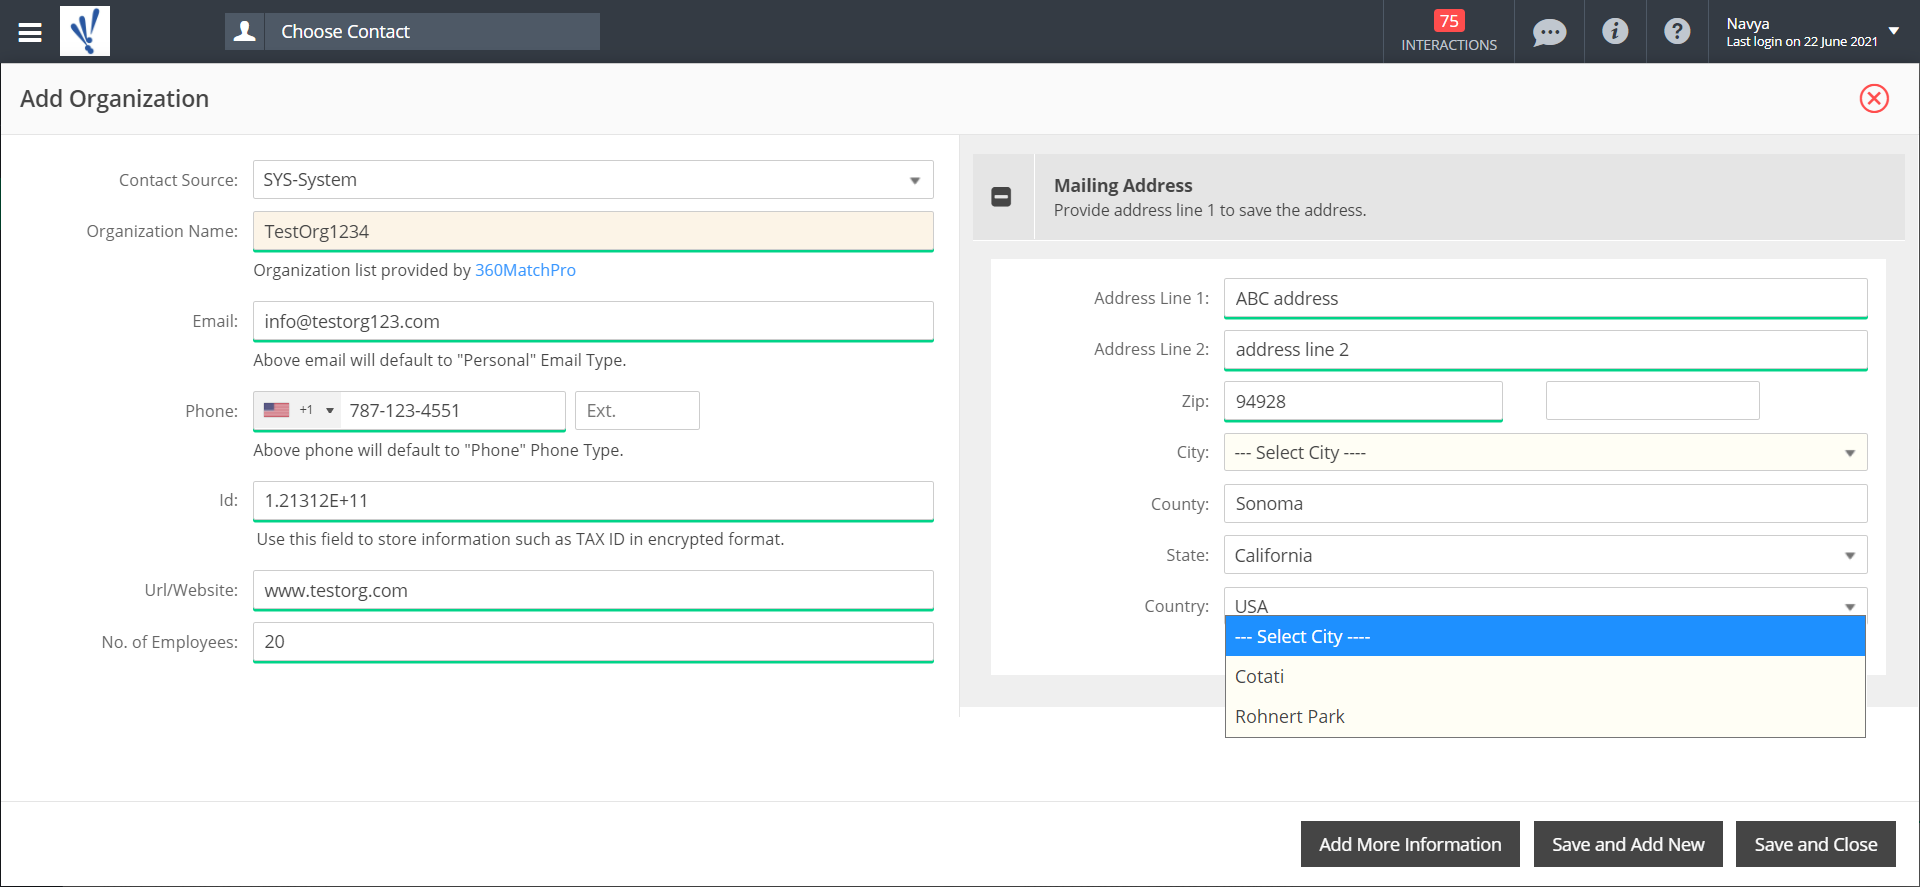 Choose Contact
75
INTERACTIONS
Navya
Last login on 22 June 2021
Add Organization
Contact Source: SYS-System
Organization Name: TestOrg1234
Organization list provided by 360MatchPro
Email: info@testorg123.com
Above email will default to "Personal" Email Type.
Phone: +1 787-123-4551 Ext.
Above phone will default to "Phone" Phone Type.
Id: 1.21312E+11
Use this field to store information such as TAX ID in encrypted format.
Url/Website: www.testorg.com
No. of Employees: 20
Mailing Address
Provide address line 1 to save the address.
Address Line 1: ABC address
Address Line 2: address line 2
Zip: 94928
City: --- Select City ----
County: Sonoma
State: California
Country: USA
--- Select City ----
Cotati
Rohnert Park
Add More Information
Save and Add New
Save and Close